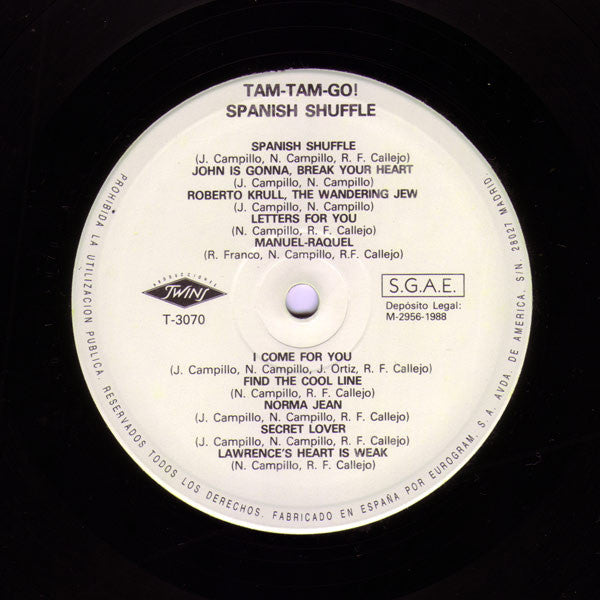 TAM-TAM-GO!
SPANISH SHUFFLE
SPANISH SHUFFLE
(J. Campillo, N. Campillo, R. F. Callejo)
JOHN IS GONNA, BREAK YOUR HEART
(J. Campillo, N. Campillo)
ROBERTO KRULL, THE WANDERING JEW
(J. Campillo, N. Campillo)
LETTERS FOR YOU
(N. Campillo, R. F. Callejo)
MANUEL-RAQUEL
(R. Franco, N. Campillo, R.F. Callejo)
PRODUCCIONES
TWINS
T-3070
S.G.A.E.
Depósito Legal:
M-2956-1988
I COME FOR YOU
(J. Campillo, N. Campillo, J. Ortiz, R. F. Callejo)
FIND THE COOL LINE
(N. Campillo, R. F. Callejo)
NORMA JEAN
(J. Campillo, N. Campillo, R. F. Callejo)
SECRET LOVER
(J. Campillo, N. Campillo, R. F. Callejo)
LAWRENCE'S HEART IS WEAK
(N. Campillo, R. F. Callejo)
PROHIBIDA LA UTILIZACION PUBLICA. RESERVADOS TODOS LOS DERECHOS. FABRICADO EN ESPAÑA POR EUROGRAM. S.A. AVDA. DE AMERICA, S/N 28027 MADRID.